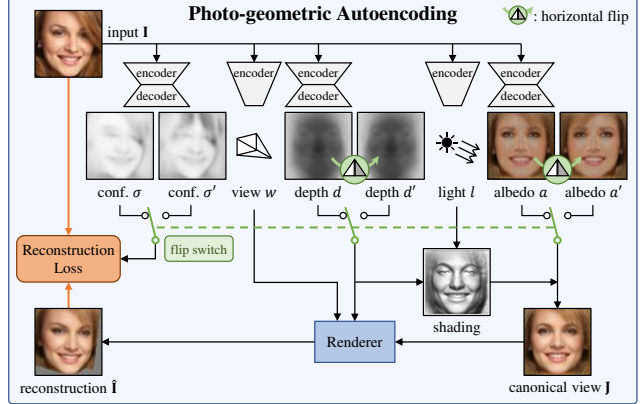 Photo-geometric Autoencoding
: horizontal flip
input I
encoder
decoder
encoder
encoder
decoder
encoder
encoder
decoder
conf. σ
conf. σ′
view w
depth d
depth d′
light l
albedo a
albedo a′
flip switch
Reconstruction
Loss
shading
Renderer
reconstruction Î
canonical view J